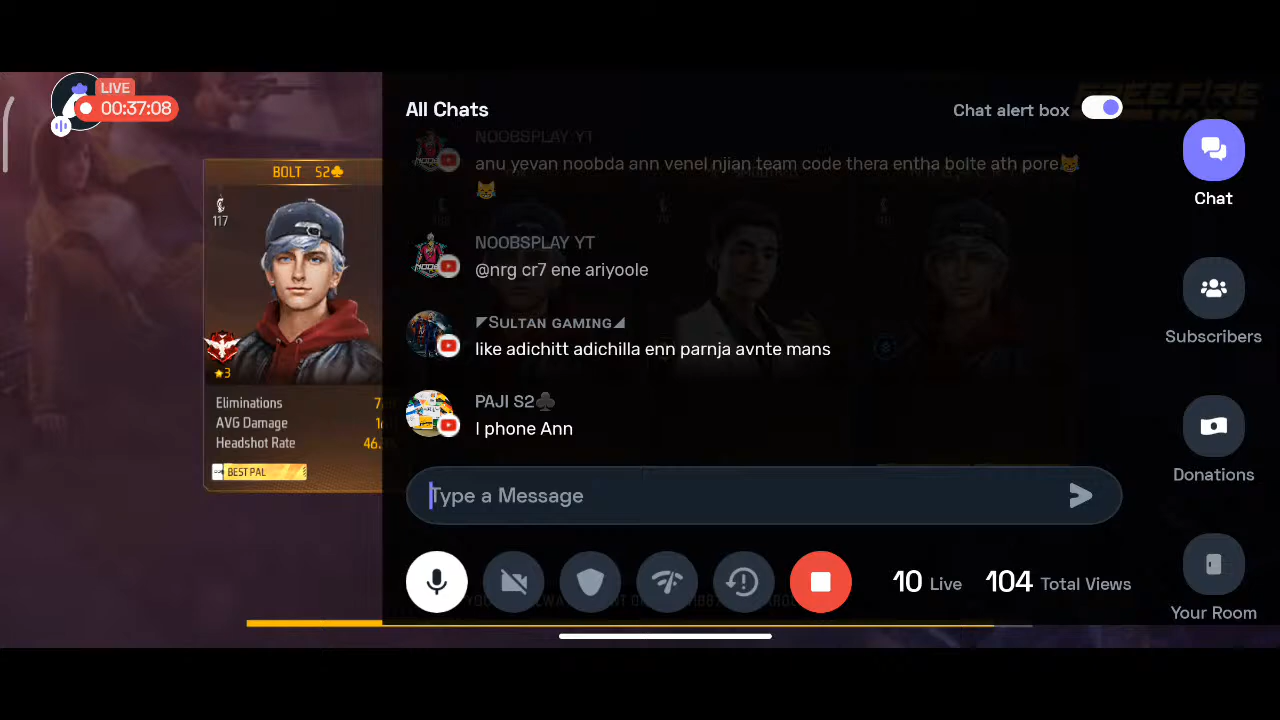 LIVE
00:37:08
All Chats
Chat alert box
FREE FIRE
NOOBSPLAY YT
anu yevan noobda ann venel njian team code thera entha bolte ath pore😹
😹
Chat
BOLT S2♣
117
NOOBSPLAY YT
@nrg cr7 ene ariyoole
◤Sultan gaming◢
like adichitt adichilla enn parnja avnte mans
Subscribers
★3
PAJI S2♣
I phone Ann
Eliminations
AVG Damage
Headshot Rate 46.
BEST PAL
Type a Message
Donations
10 Live 104 Total Views
Your Room